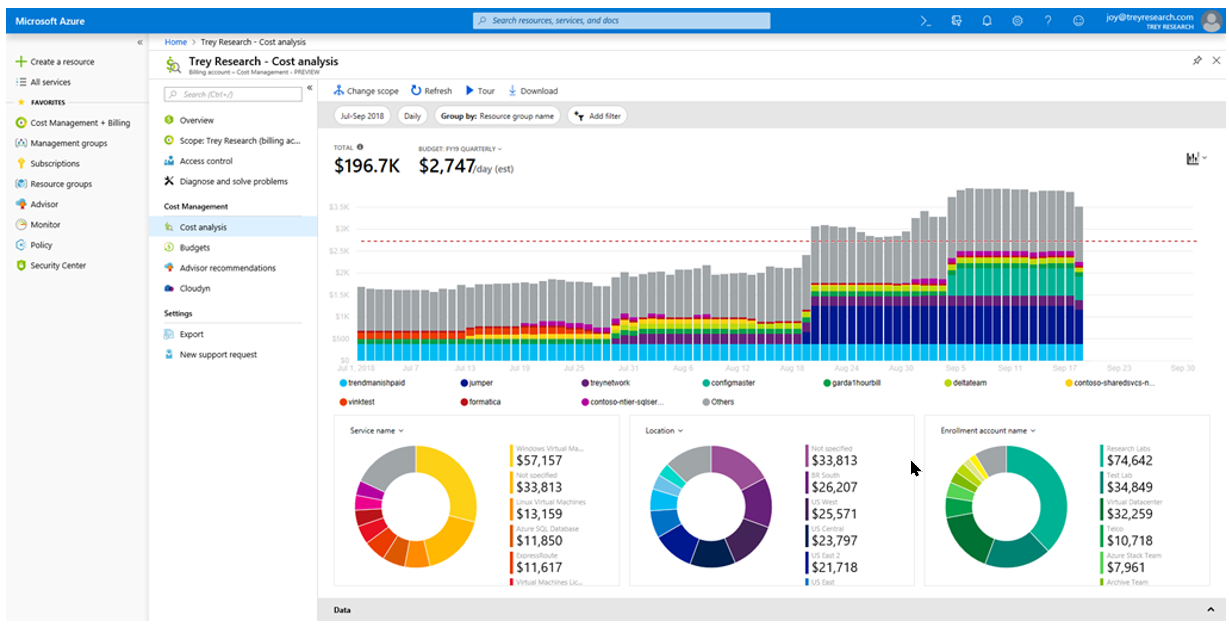 Microsoft Azure
Search resources, services, and docs
joy@treyresearch.com
TREY RESEARCH
Create a resource
All services
FAVORITES
Cost Management + Billing
Management groups
Subscriptions
Resource groups
Advisor
Monitor
Policy
Security Center
Home > Trey Research - Cost analysis
Trey Research - Cost analysis
Billing account - Cost Management - PREVIEW
Search (Ctrl+/)
Overview
Scope: Trey Research (billing ac...
Access control
Diagnose and solve problems
Cost Management
Cost analysis
Budgets
Advisor recommendations
Cloudyn
Settings
Export
New support request
Change scope Refresh Tour Download
Jul-Sep 2018 Daily Group by: Resource group name Add filter
TOTAL
$196.7K
BUDGET: FY19 QUARTERLY
$2,747/day (est)
$3.5K
$3K
$2.5K
$2K
$1.5K
$1K
$500
$0
Jul 1, 2018 Jul 7 Jul 13 Jul 19 Jul 25 Jul 31 Aug 6 Aug 12 Aug 18 Aug 24 Aug 30 Sep 5 Sep 11 Sep 17 Sep 23 Sep 30
trendmanishpaid jumper treynetwork configmaster garda1hourbill deltateam contoso-sharedsvcs-n...
vinktest formatica contoso-ntier-sqlser... Others
Service name
Windows Virtual Ma...
$57,157
Not specified
$33,813
Linux Virtual Machines
$13,159
Azure SQL Database
$11,850
ExpressRoute
$11,617
Virtual Machines Lic...
Location
Not specified
$33,813
BR South
$26,207
US West
$25,571
US Central
$23,797
US East 2
$21,718
US East
Enrollment account name
Research Labs
$74,642
Test Lab
$34,849
Virtual Datacenter
$32,259
Telco
$10,718
Azure Stack Team
$7,961
Archive Team
Data